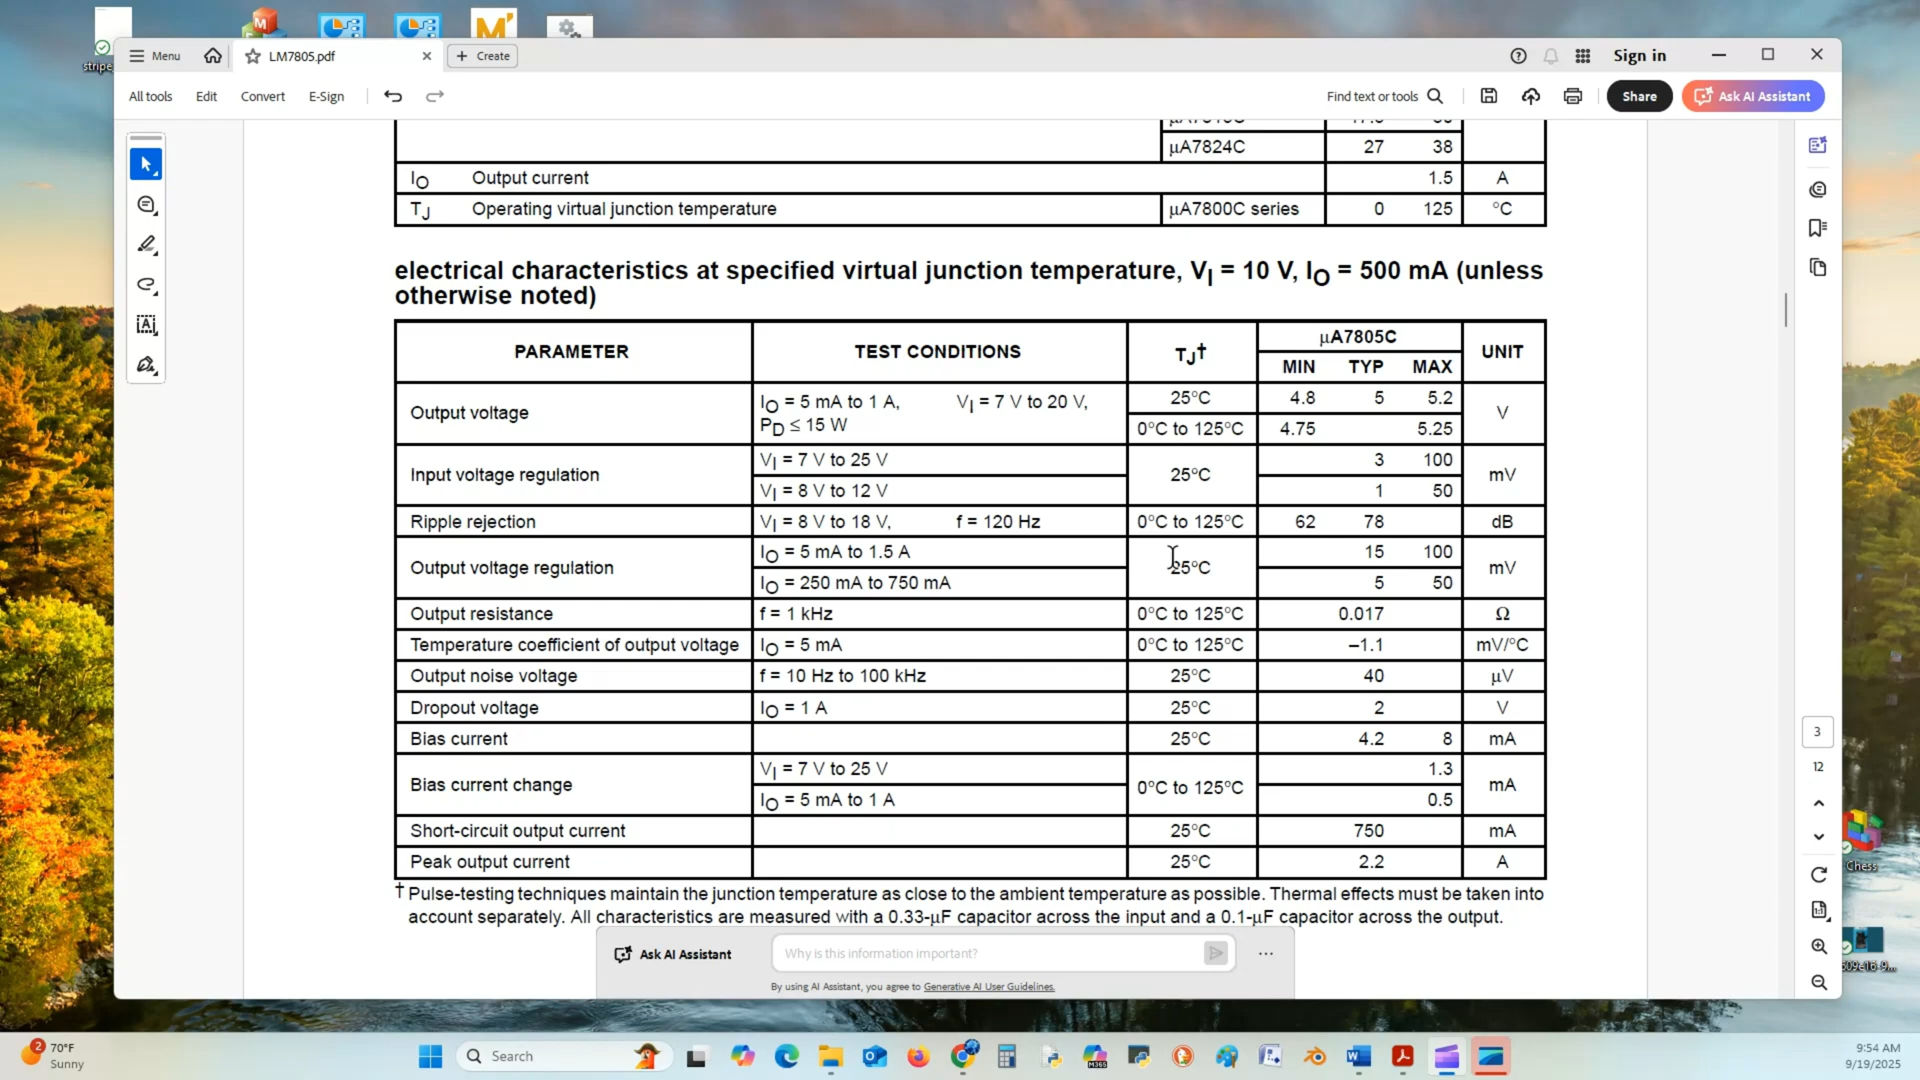 stripe
Menu
LM7805.pdf
Create
Sign in
All tools
Edit
Convert
E-Sign
Find text or tools
Share
Ask AI Assistant
µA7824C 27 38
IO Output current 1.5 A
TJ Operating virtual junction temperature µA7800C series 0 125 °C
electrical characteristics at specified virtual junction temperature, VI = 10 V, IO = 500 mA (unless
otherwise noted)
PARAMETER TEST CONDITIONS TJ† µA7805C UNIT
MIN TYP MAX
Output voltage IO = 5 mA to 1 A, VI = 7 V to 20 V, 25°C 4.8 5 5.2 V
PD ≤ 15 W 0°C to 125°C 4.75 5.25
Input voltage regulation VI = 7 V to 25 V 25°C 3 100 mV
VI = 8 V to 12 V 1 50
Ripple rejection VI = 8 V to 18 V, f = 120 Hz 0°C to 125°C 62 78 dB
Output voltage regulation IO = 5 mA to 1.5 A 25°C 15 100 mV
IO = 250 mA to 750 mA 5 50
Output resistance f = 1 kHz 0°C to 125°C 0.017 Ω
Temperature coefficient of output voltage IO = 5 mA 0°C to 125°C –1.1 mV/°C
Output noise voltage f = 10 Hz to 100 kHz 25°C 40 µV
Dropout voltage IO = 1 A 25°C 2 V
Bias current 25°C 4.2 8 mA
Bias current change VI = 7 V to 25 V 0°C to 125°C 1.3 mA
IO = 5 mA to 1 A 0.5
Short-circuit output current 25°C 750 mA
Peak output current 25°C 2.2 A
† Pulse-testing techniques maintain the junction temperature as close to the ambient temperature as possible. Thermal effects must be taken into
account separately. All characteristics are measured with a 0.33-µF capacitor across the input and a 0.1-µF capacitor across the output.
Ask AI Assistant
Why is this information important?
By using AI Assistant, you agree to Generative AI User Guidelines.
3
12
Chess
2
70°F
Sunny
Search
M365
9:54 AM
9/19/2025